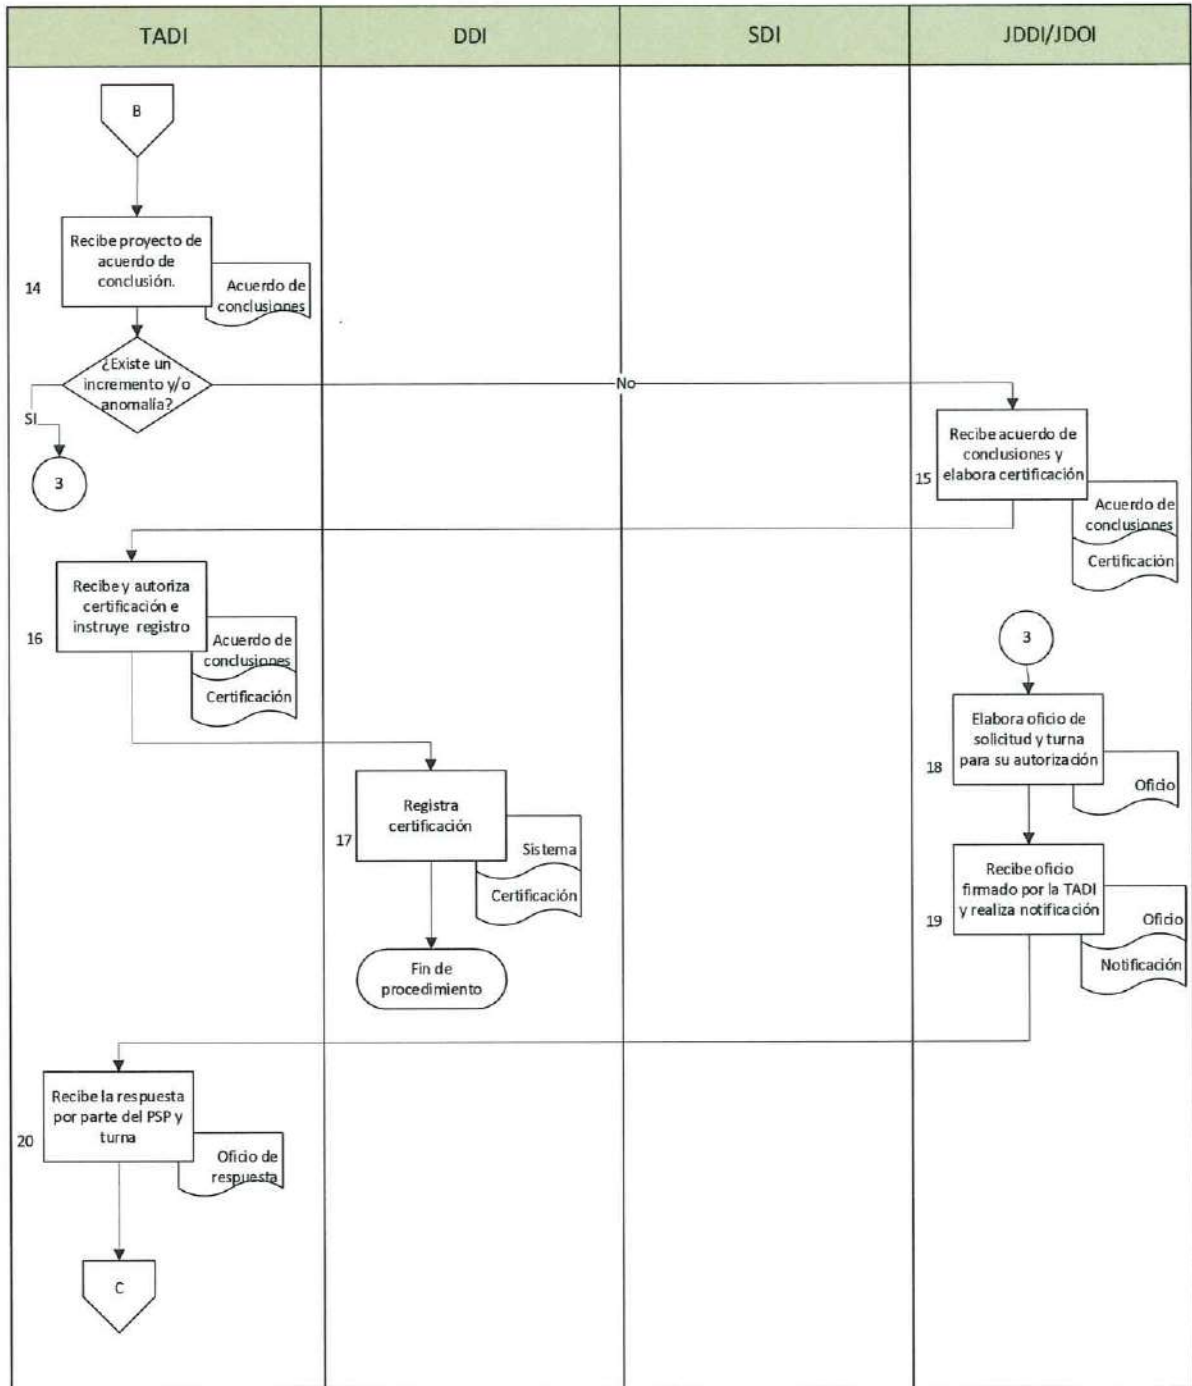 TADI
DDI
SDI
JDDI/JDOI
B
Recibe proyecto de
acuerdo de
conclusión.
14
Acuerdo de
conclusiones
¿Existe un
incremento y/o
anomalía?
No
SI
3
Recibe acuerdo de
conclusiones y
elabora certificación
15
Acuerdo de
conclusiones
Certificación
Recibe y autoriza
certificación e
instruye registro
16
Acuerdo de
conclusiones
Certificación
3
Elabora oficio de
solicitud y turna
para su autorización
18
Oficio
Registra
certificación
17
Sistema
Certificación
Recibe oficio
firmado por la TADI
y realiza notificación
19
Oficio
Notificación
Fin de
procedimiento
Recibe la respuesta
por parte del PSP y
turna
20
Oficio de
respuesta
C